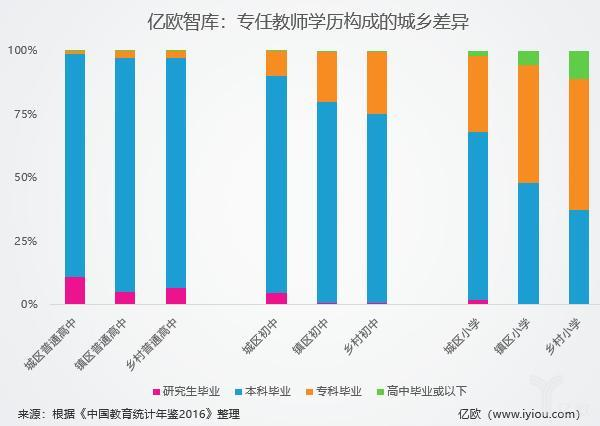 亿欧智库：专任教师学历构成的城乡差异
100%
75%
50%
25%
0%
城区普通高中
镇区普通高中
乡村普通高中
城区初中
镇区初中
乡村初中
城区小学
镇区小学
乡村小学
研究生毕业 本科毕业 专科毕业 高中毕业或以下
来源：根据《中国教育统计年鉴2016》整理
亿欧（www.iyiou.com）